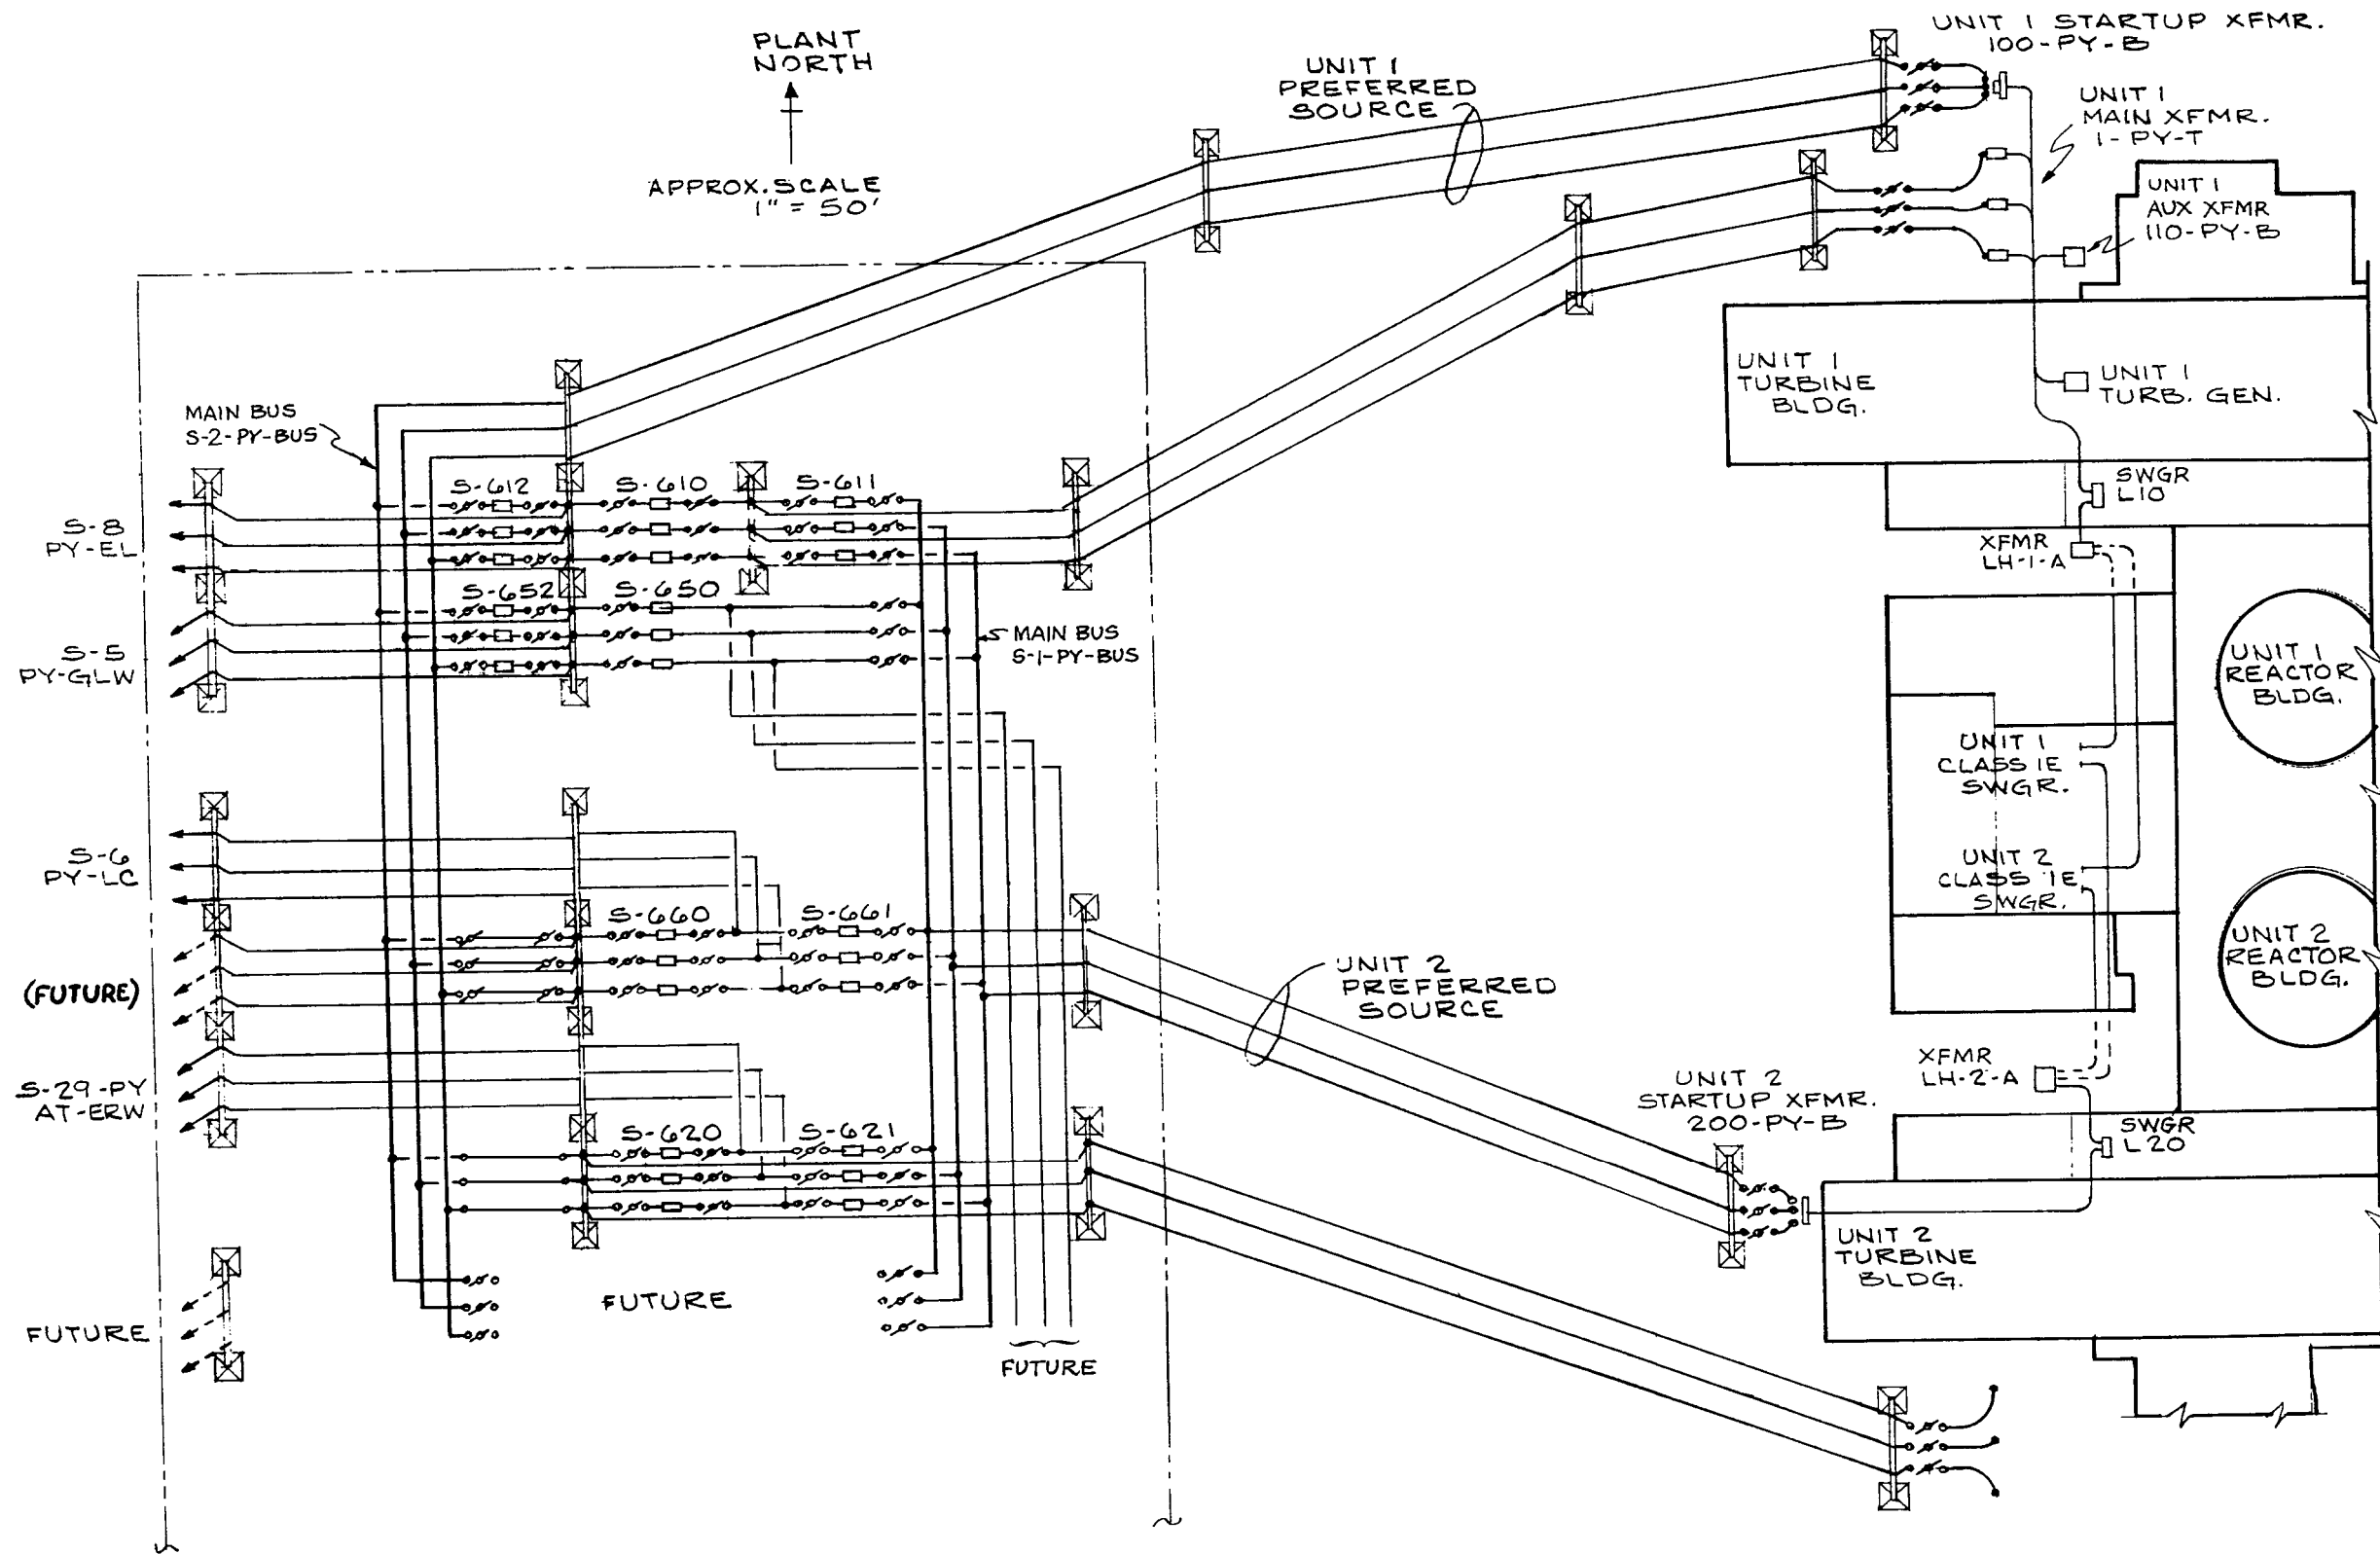 PLANT
NORTH
APPROX. SCALE
1" = 50'
UNIT 1
PREFERRED
SOURCE
UNIT 1 STARTUP XFMR.
100-PY-B
UNIT 1
MAIN XFMR.
1-PY-T
UNIT 1
AUX XFMR
110-PY-B
UNIT 1
TURBINE
BLDG.
UNIT 1
TURB. GEN.
MAIN BUS
S-2-PY-BUS
S-612
S-610
S-611
SWGR
L10
S-8
PY-EL
XFMR
LH-1-A
S-652
S-650
MAIN BUS
S-1-PY-BUS
S-5
PY-GLW
UNIT 1
REACTOR
BLDG.
UNIT 1
CLASS 1E
SWGR.
S-6
PY-LC
UNIT 2
CLASS 1E
SWGR.
S-660
S-661
UNIT 2
REACTOR
BLDG.
(FUTURE)
UNIT 2
PREFERRED
SOURCE
XFMR
LH-2-A
S-29-PY
AT-ERW
UNIT 2
STARTUP XFMR.
200-PY-B
S-620
S-621
SWGR
L20
UNIT 2
TURBINE
BLDG.
FUTURE
FUTURE
FUTURE